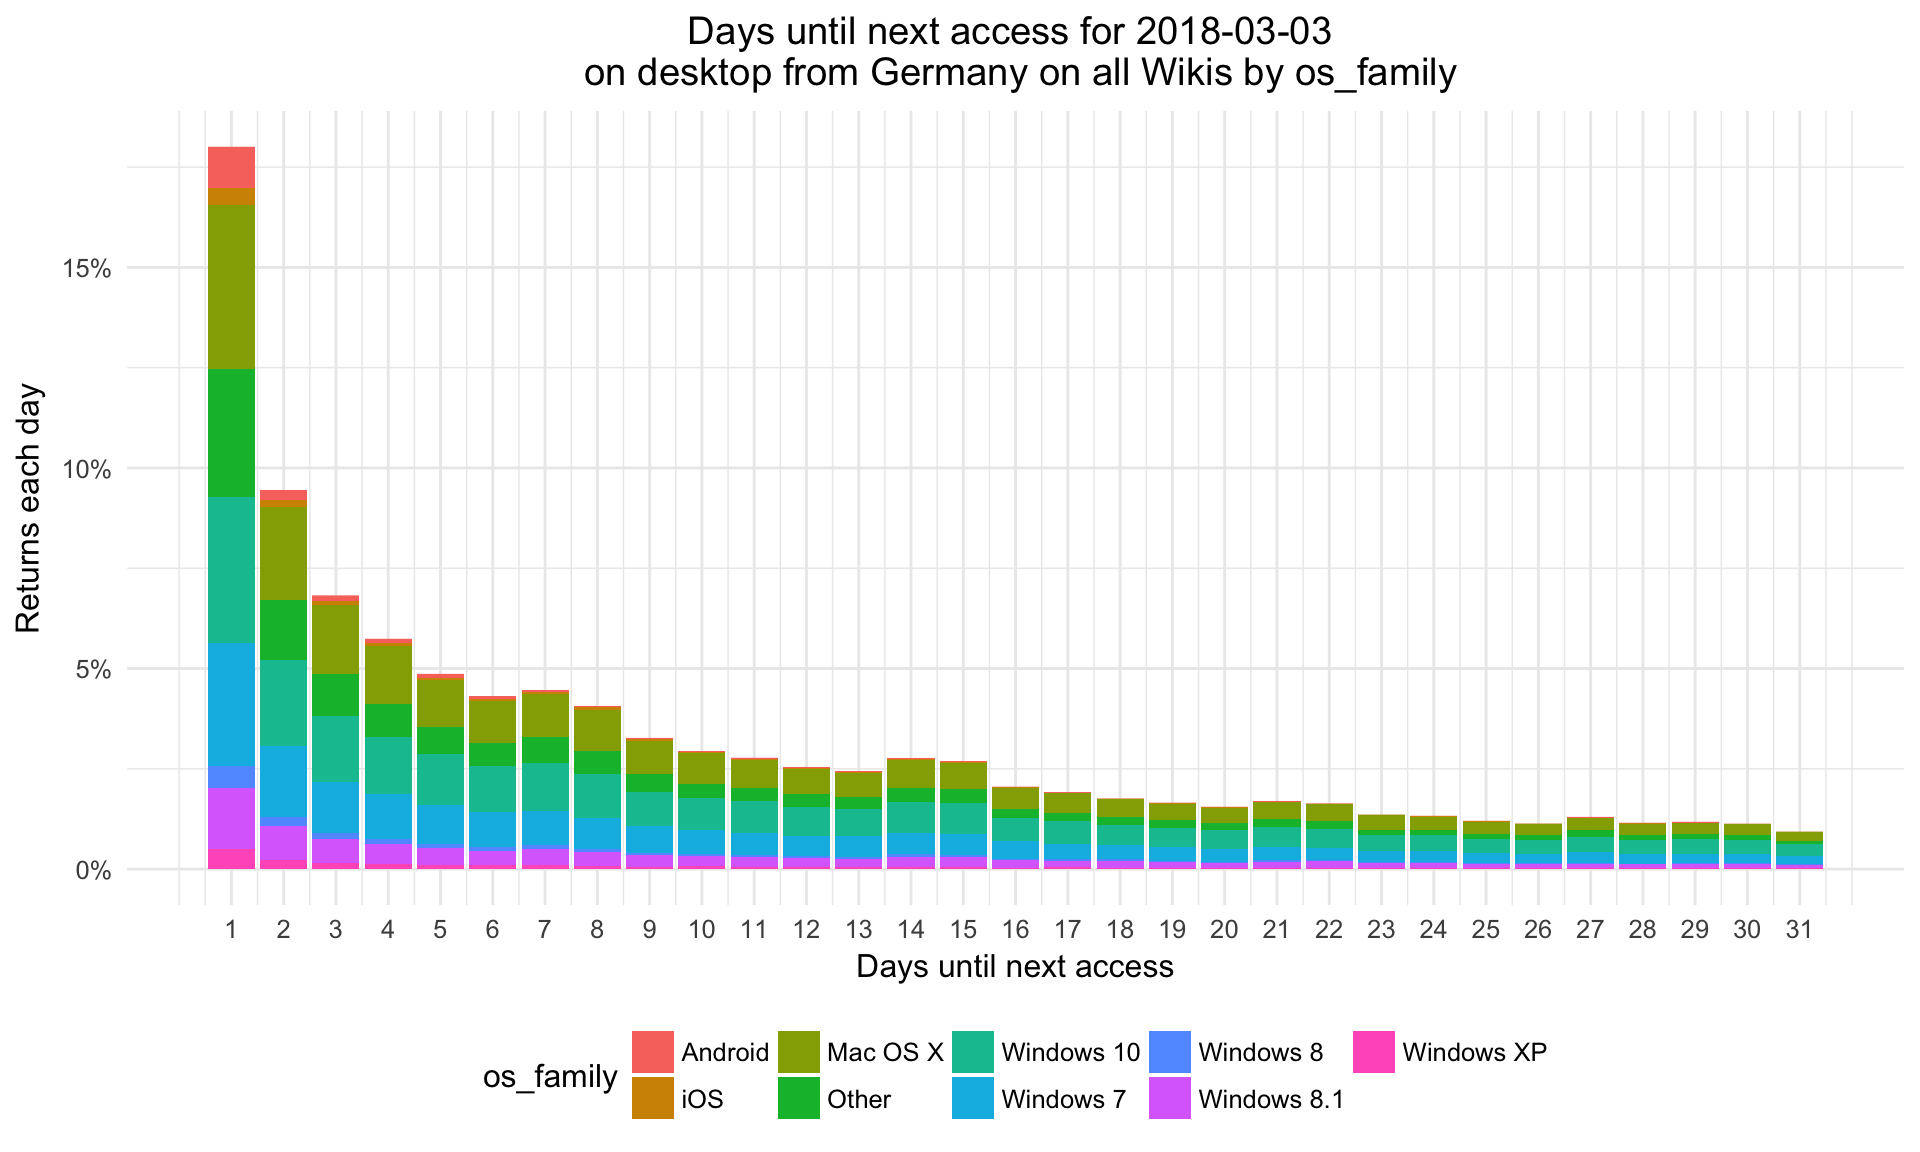 Days until next access for 2018-03-03
on desktop from Germany on all Wikis by os_family
Returns each day
15%
10%
5%
0%
1 2 3 4 5 6 7 8 9 10 11 12 13 14 15 16 17 18 19 20 21 22 23 24 25 26 27 28 29 30 31
Days until next access
os_family
Android Mac OS X Windows 10 Windows 8 Windows XP
iOS Other Windows 7 Windows 8.1